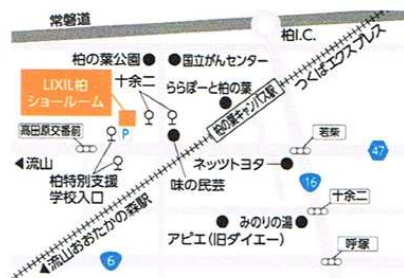 常磐道
柏I.C.
柏の葉公園
国立がんセンター
つくばエクスプレス
十余二
LIXIL柏
ショールーム
ららぽーと柏の葉
柏の葉キャンパス駅
高田原交番前
P
若柴
47
流山
ネッツトヨタ
柏特別支援
学校入口
味の民芸
16
十余二
みのりの湯
流山おおたかの森駅
アピエ(旧ダイエー)
6
呼塚